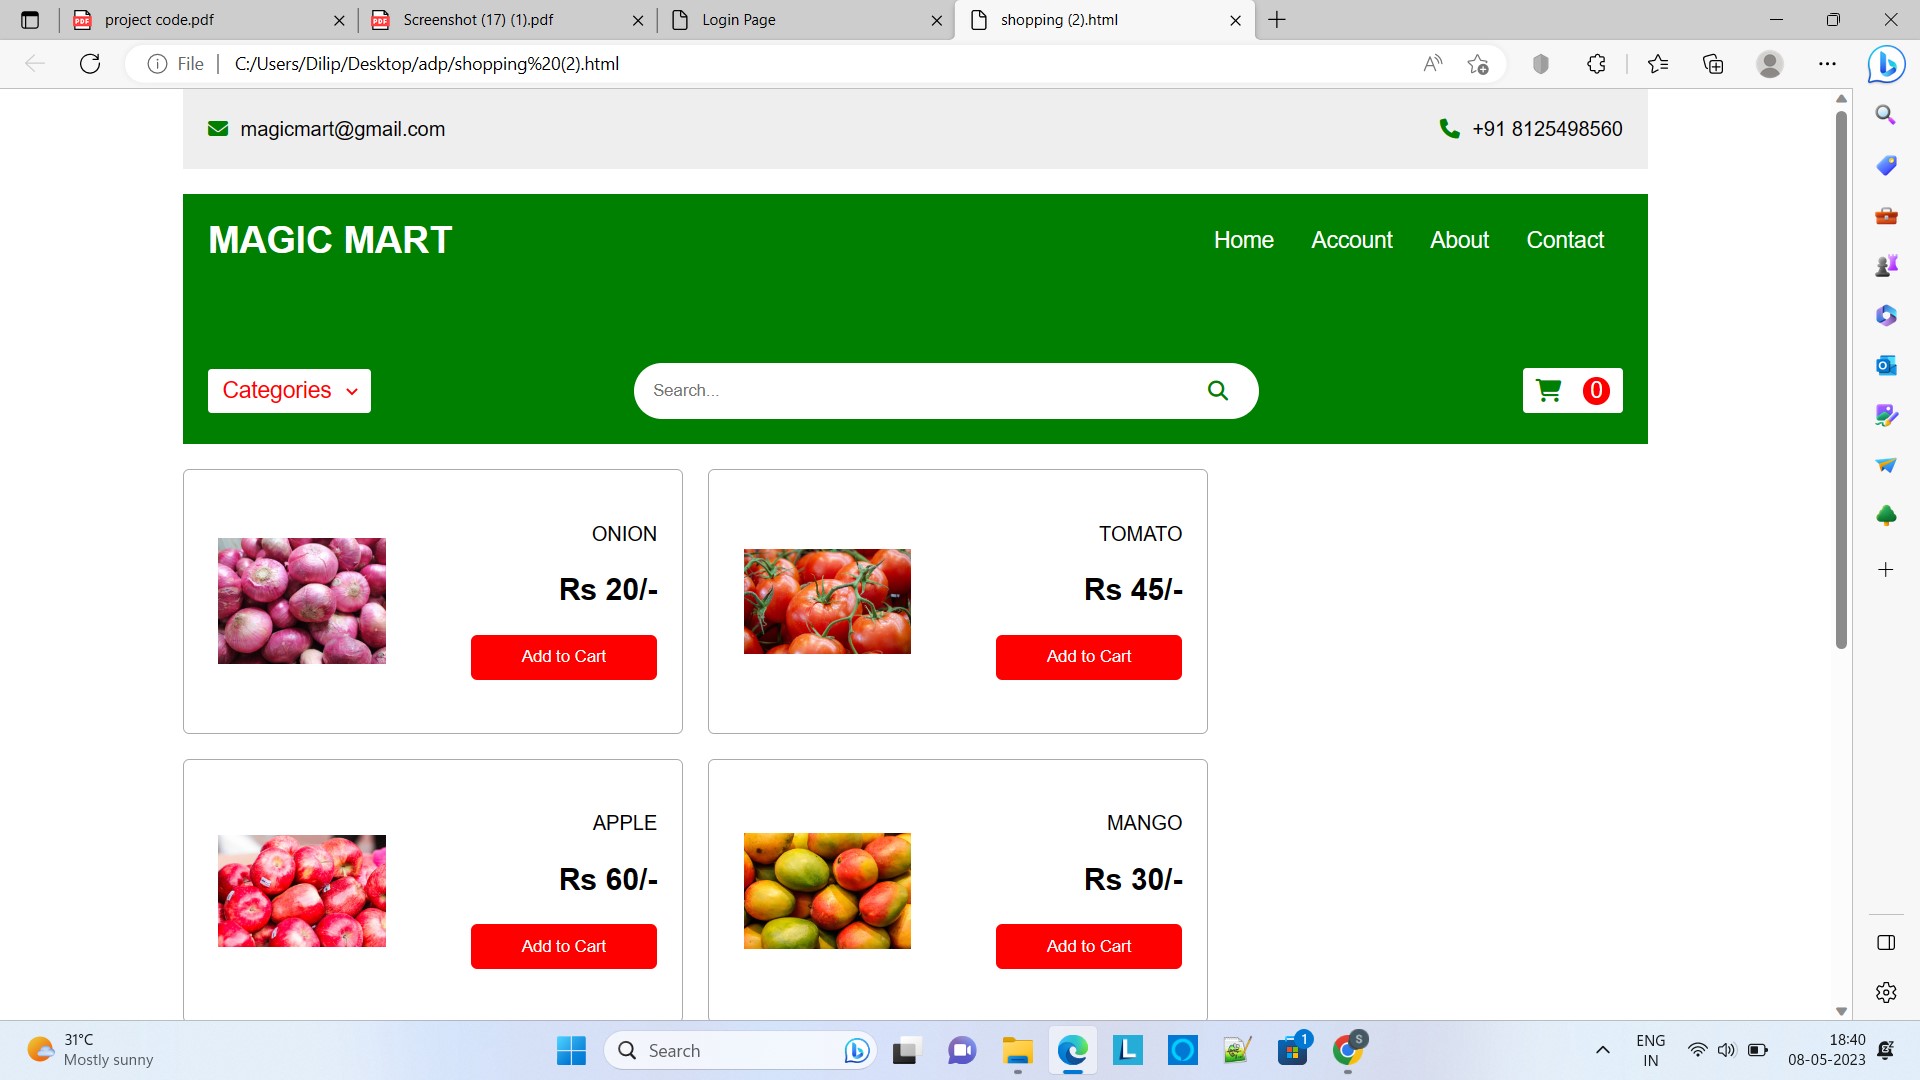 project code.pdf
Screenshot (17) (1).pdf
Login Page
shopping (2).html
File
C:/Users/Dilip/Desktop/adp/shopping%20(2).html
magicmart@gmail.com
+91 8125498560
MAGIC MART
Home
Account
About
Contact
Categories
Search...
0
ONION
Rs 20/-
Add to Cart
TOMATO
Rs 45/-
Add to Cart
APPLE
Rs 60/-
Add to Cart
MANGO
Rs 30/-
Add to Cart
31°C
Mostly sunny
Search
L
1
S
ENG
IN
18:40
08-05-2023